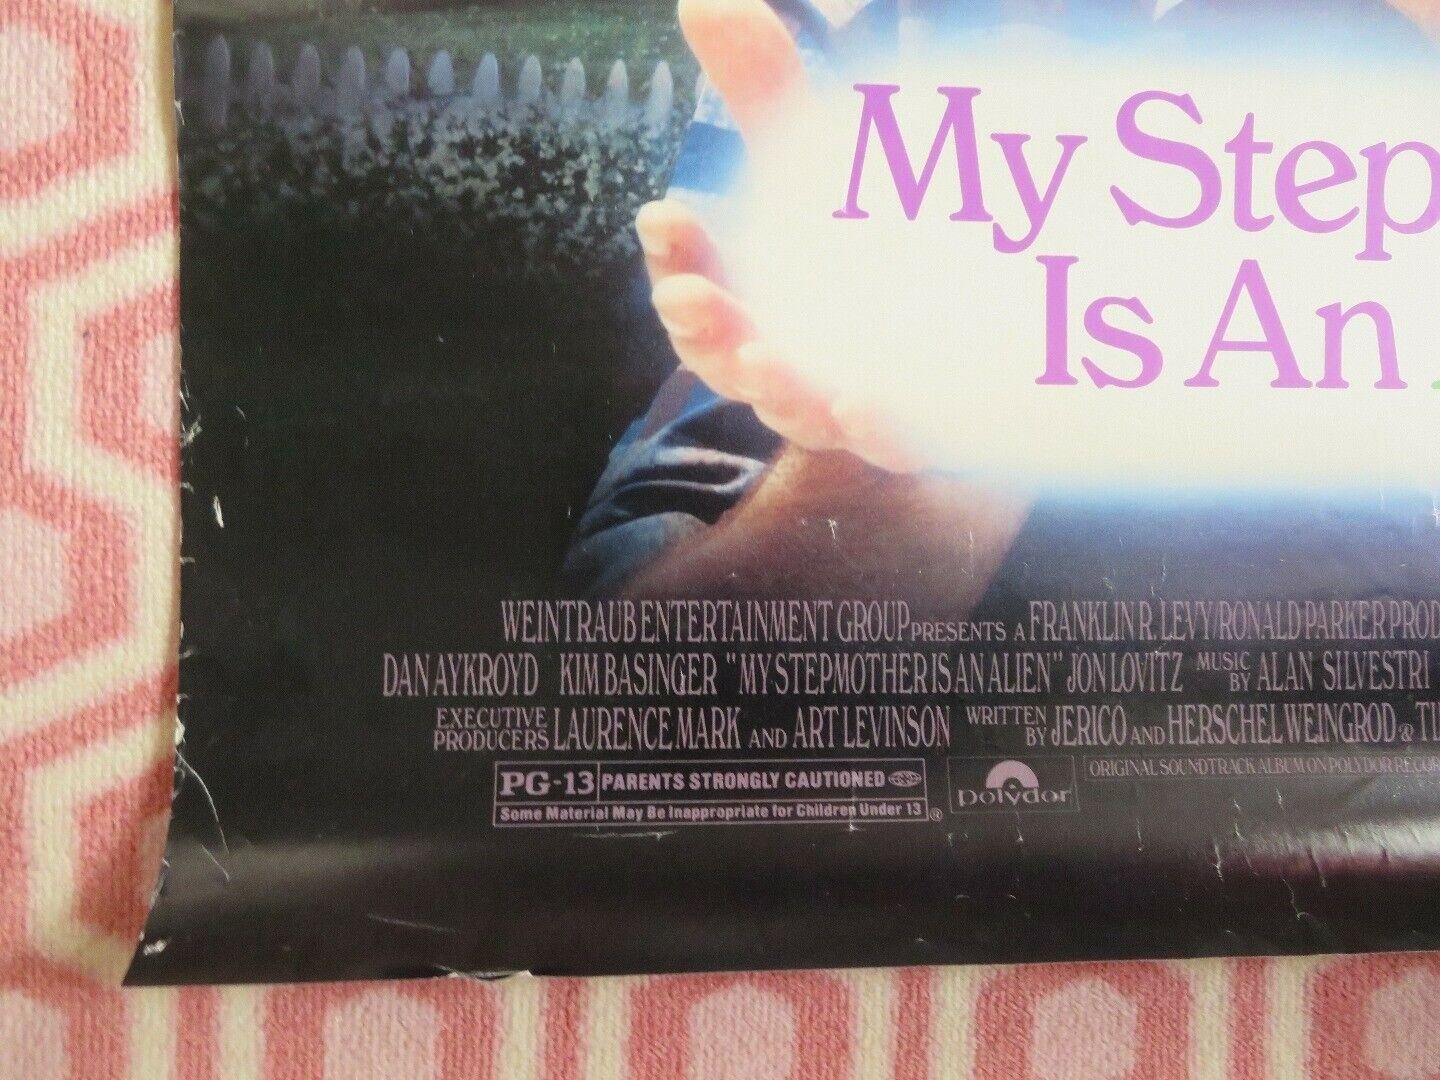 My Step
Is An
WEINTRAUB ENTERTAINMENT GROUP PRESENTS A FRANKLIN R. LEVY/RONALD PARKER PROD
DAN AYKROYD KIM BASINGER "MY STEPMOTHER IS AN ALIEN" JON LOVITZ MUSIC BY ALAN SILVESTRI
EXECUTIVE PRODUCERS LAURENCE MARK AND ART LEVINSON WRITTEN BY JERICO AND HERSCHEL WEINGROD & TI
PG-13 PARENTS STRONGLY CAUTIONED
Some Material May Be Inappropriate for Children Under 13 ®
polydor
ORIGINAL SOUNDTRACK ALBUM ON POLYDOR RECOR